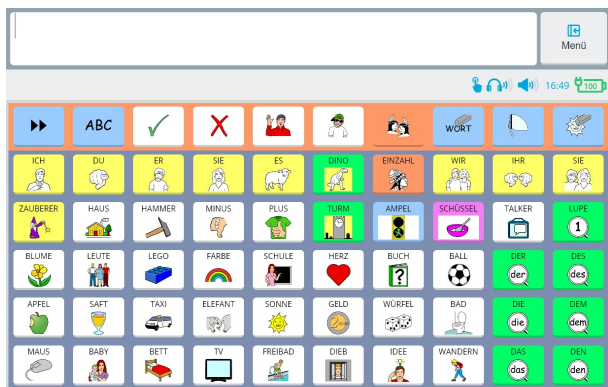 Menü
16:49 100
ABC WORT
ICH DU ER SIE ES DINO EINZAHL WIR IHR SIE
ZAUBERER HAUS HAMMER MINUS PLUS TURM AMPEL SCHÜSSEL TALKER LUPE
1
BLUME LEUTE LEGO FARBE SCHULE HERZ BUCH BALL DER DES
? der des
APFEL SAFT TAXI ELEFANT SONNE GELD WÜRFEL BAD DIE DEM
die dem
MAUS BABY BETT TV FREIBAD DIEB IDEE WANDERN DAS DEN
das den